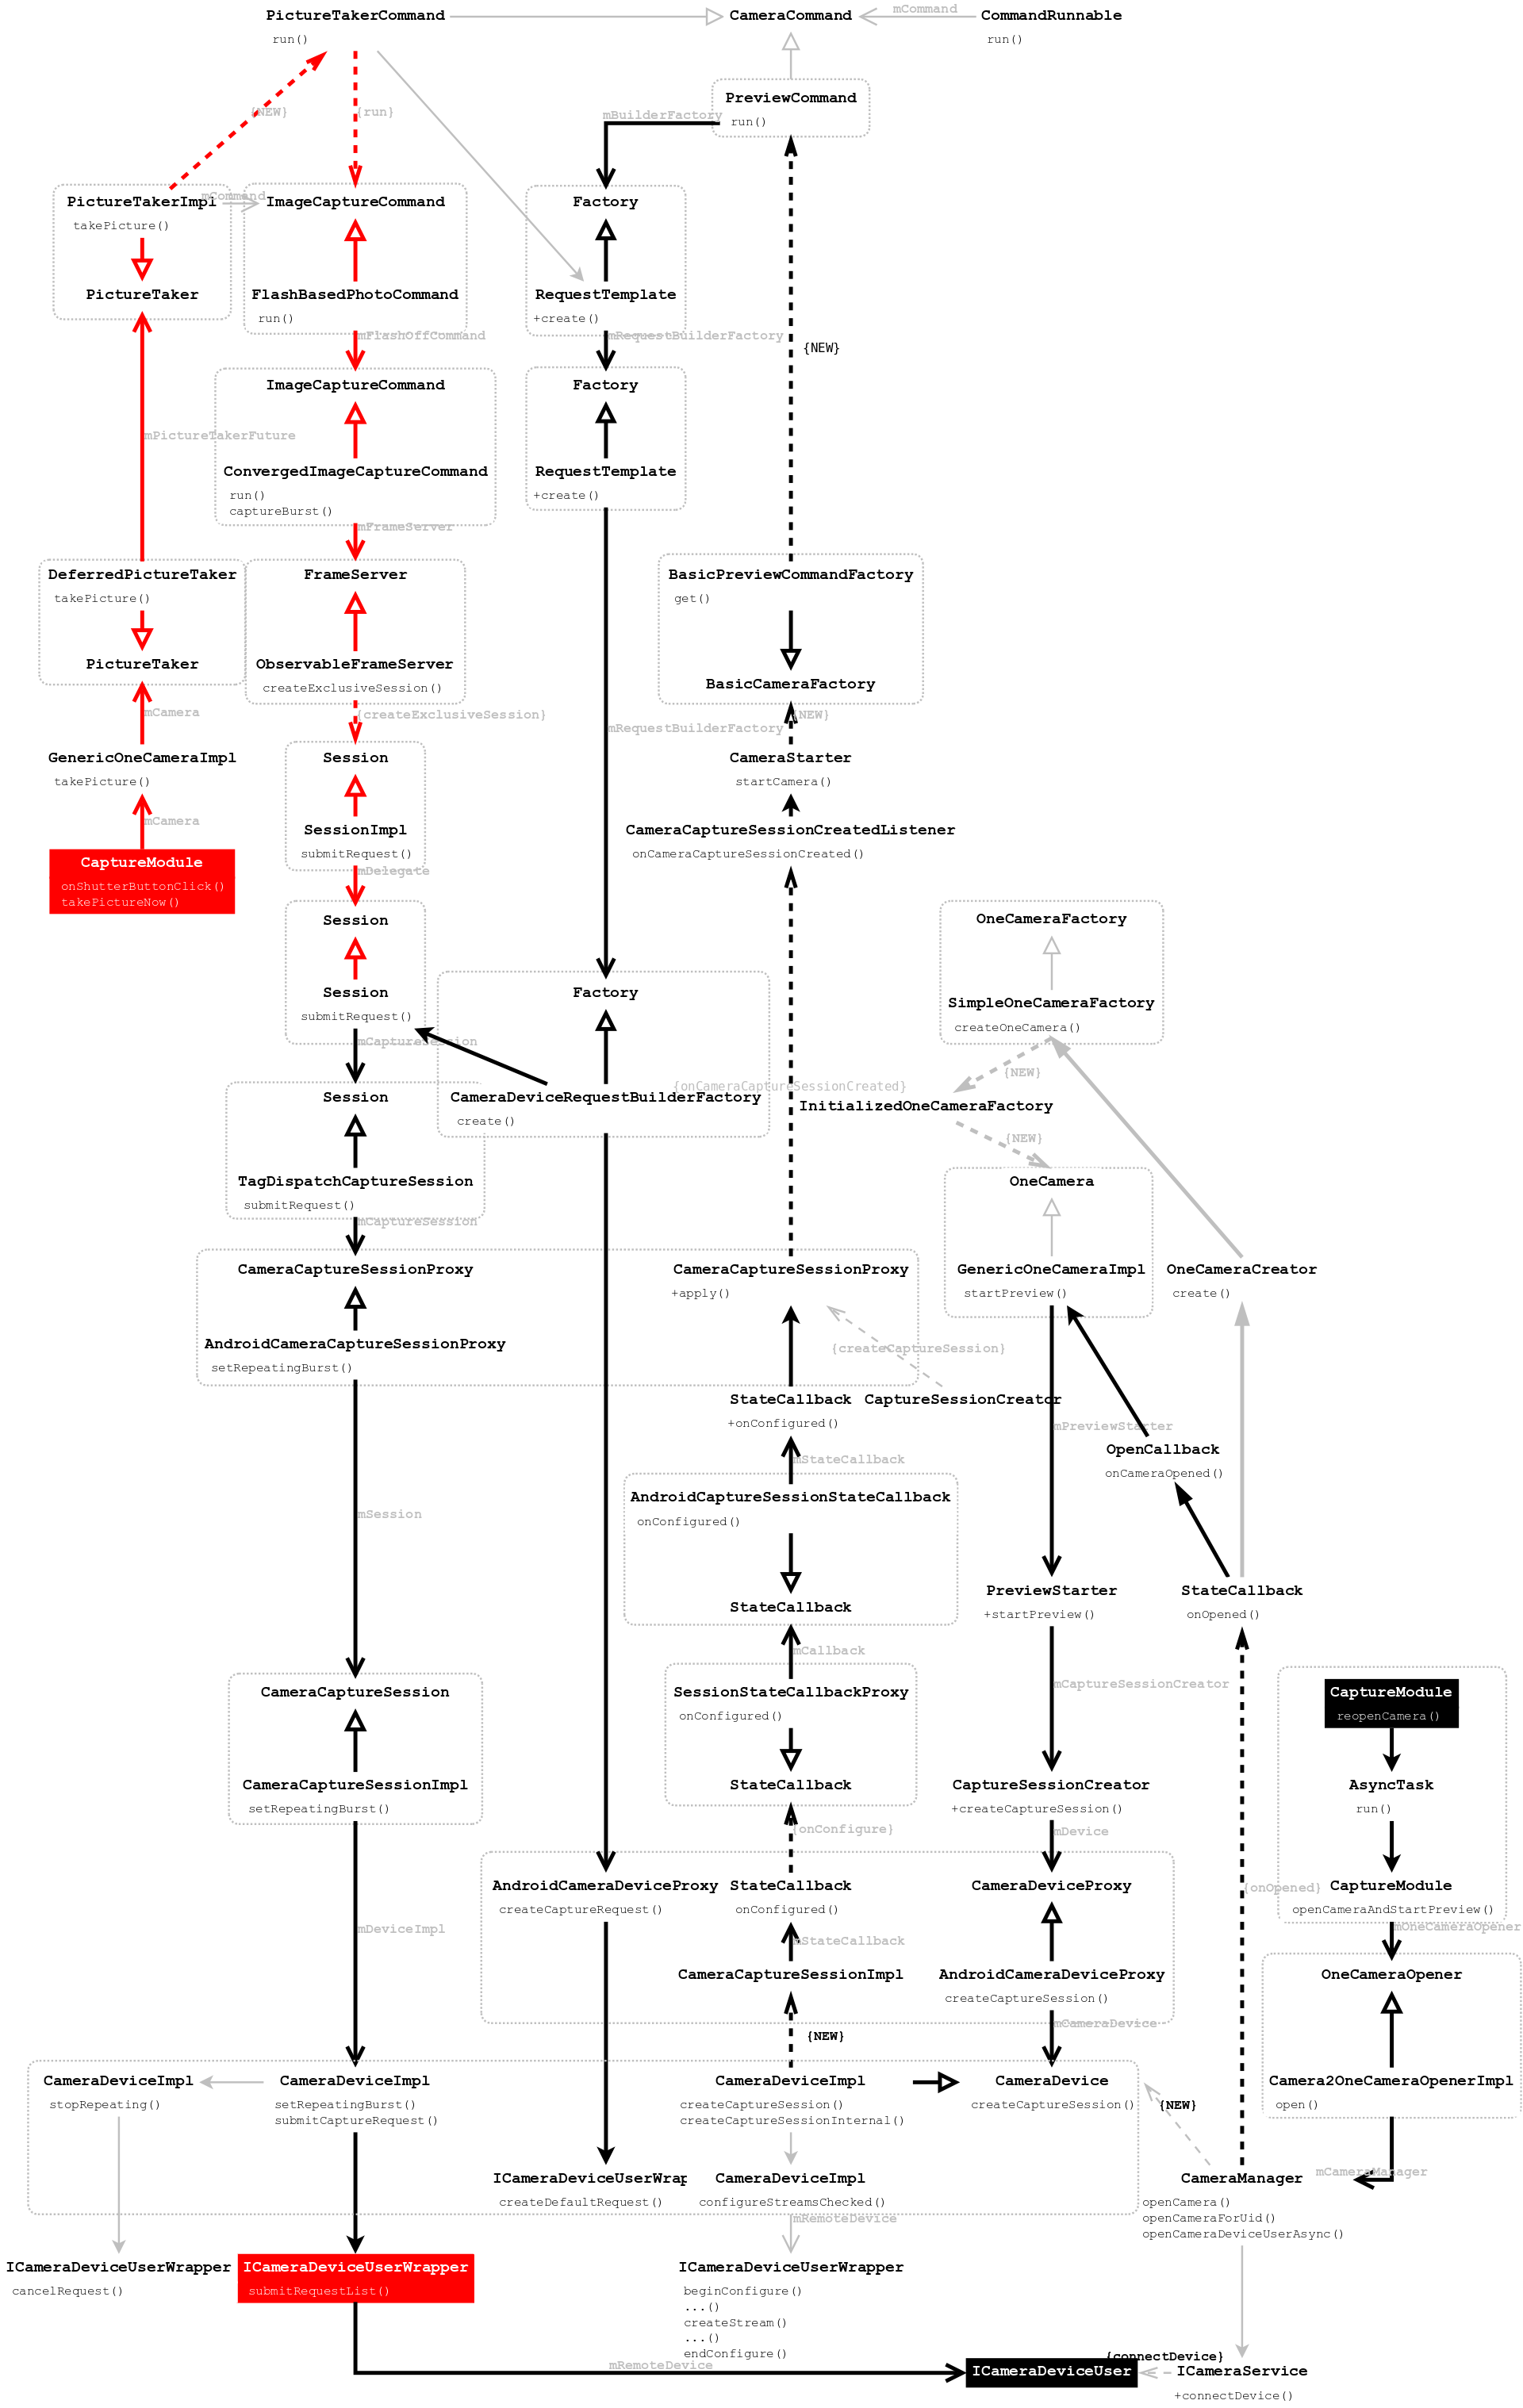 PictureTakerCommand
run()
CameraCommand
mCommand
CommandRunnable
run()
PreviewCommand
run()
{NEW}
{run}
mBuilderFactory
PictureTakerImpl
takePicture()
mCommand
ImageCaptureCommand
Factory
PictureTaker
FlashBasedPhotoCommand
run()
RequestTemplate
+create()
mFlashOffCommand
mRequestBuilderFactory
{NEW}
ImageCaptureCommand
Factory
mPictureTakerFuture
ConvergedImageCaptureCommand
run()
captureBurst()
RequestTemplate
+create()
mFrameServer
DeferredPictureTaker
takePicture()
FrameServer
BasicPreviewCommandFactory
get()
PictureTaker
ObservableFrameServer
createExclusiveSession()
BasicCameraFactory
mCamera
{createExclusiveSession}
{NEW}
mRequestBuilderFactory
GenericOneCameraImpl
takePicture()
Session
CameraStarter
startCamera()
mCamera
SessionImpl
submitRequest()
CameraCaptureSessionCreatedListener
onCameraCaptureSessionCreated()
CaptureModule
onShutterButtonClick()
takePictureNow()
mDelegate
Session
OneCameraFactory
Session
submitRequest()
Factory
SimpleOneCameraFactory
createOneCamera()
mCaptureSession
{NEW}
{onCameraCaptureSessionCreated}
Session
CameraDeviceRequestBuilderFactory
create()
InitializedOneCameraFactory
{NEW}
TagDispatchCaptureSession
submitRequest()
OneCamera
mCaptureSession
CameraCaptureSessionProxy
CameraCaptureSessionProxy
+apply()
GenericOneCameraImpl
startPreview()
OneCameraCreator
create()
AndroidCameraCaptureSessionProxy
setRepeatingBurst()
{createCaptureSession}
StateCallback
+onConfigured()
CaptureSessionCreator
mPreviewStarter
mStateCallback
OpenCallback
onCameraOpened()
AndroidCaptureSessionStateCallback
onConfigured()
mSession
StateCallback
PreviewStarter
+startPreview()
StateCallback
onOpened()
mCallback
mCaptureSessionCreator
CameraCaptureSession
SessionStateCallbackProxy
onConfigured()
CaptureModule
reopenCamera()
CameraCaptureSessionImpl
setRepeatingBurst()
StateCallback
CaptureSessionCreator
+createCaptureSession()
AsyncTask
run()
{onConfigure}
mDevice
AndroidCameraDeviceProxy
createCaptureRequest()
StateCallback
onConfigured()
CameraDeviceProxy
{onOpened}
CaptureModule
openCameraAndStartPreview()
mDeviceImpl
mStateCallback
mOneCameraOpener
CameraCaptureSessionImpl
AndroidCameraDeviceProxy
createCaptureSession()
OneCameraOpener
{NEW}
mCameraDevice
CameraDeviceImpl
stopRepeating()
CameraDeviceImpl
setRepeatingBurst()
submitCaptureRequest()
CameraDeviceImpl
createCaptureSession()
createCaptureSessionInternal()
CameraDevice
createCaptureSession()
{NEW}
Camera2OneCameraOpenerImpl
open()
ICameraDeviceUserWrap
createDefaultRequest()
CameraDeviceImpl
configureStreamsChecked()
CameraManager
openCamera()
openCameraForUid()
openCameraDeviceUserAsync()
mCameraManager
mRemoteDevice
ICameraDeviceUserWrapper
cancelRequest()
ICameraDeviceUserWrapper
submitRequestList()
ICameraDeviceUserWrapper
beginConfigure()
...()
createStream()
...()
endConfigure()
mRemoteDevice
{connectDevice}
ICameraDeviceUser
ICameraService
+connectDevice()